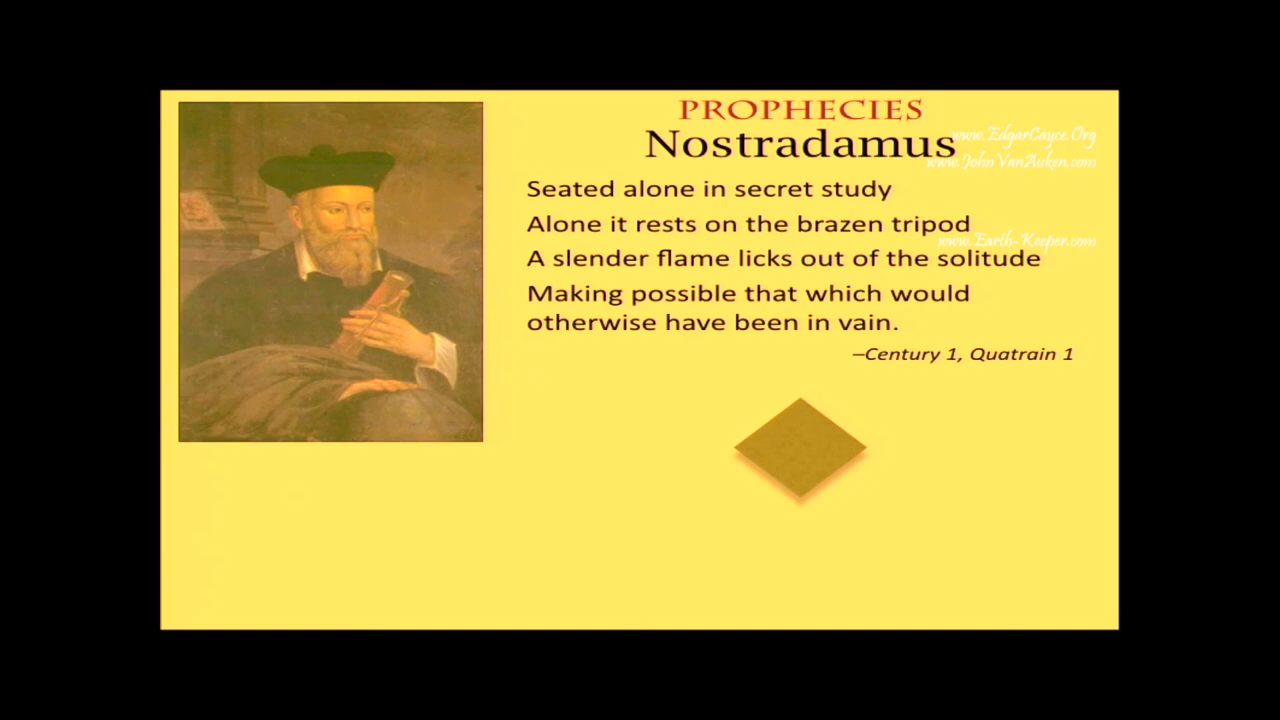 PROPHECIES
Nostradamus
www.EdgarCayce.Org
www.JohnVanAuken.com
Seated alone in secret study
Alone it rests on the brazen tripod
www.Earth-Keeper.com
A slender flame licks out of the solitude
Making possible that which would
otherwise have been in vain.
–Century 1, Quatrain 1